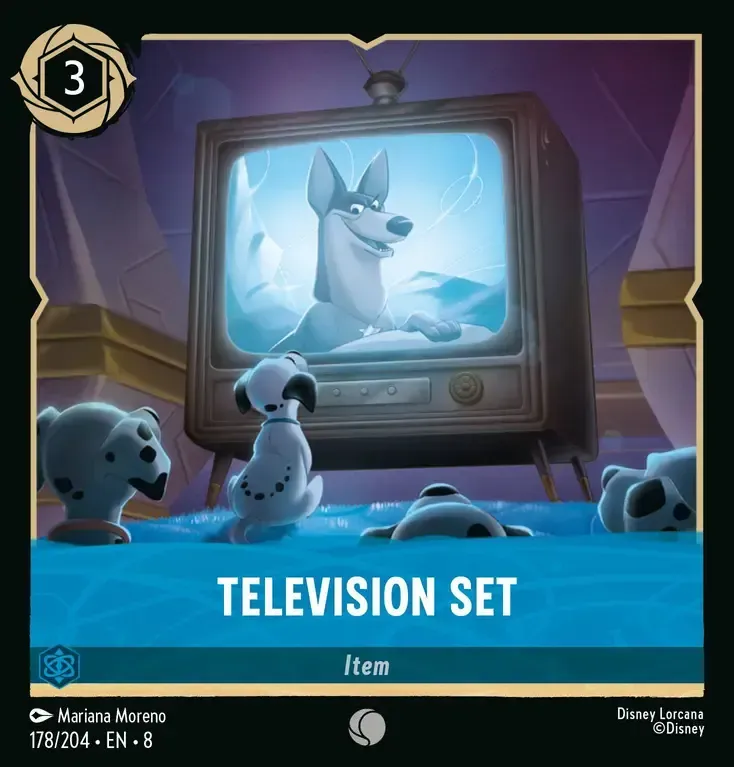 3
TELEVISION SET
Item
Mariana Moreno
178/204 • EN • 8
Disney Lorcana
©Disney